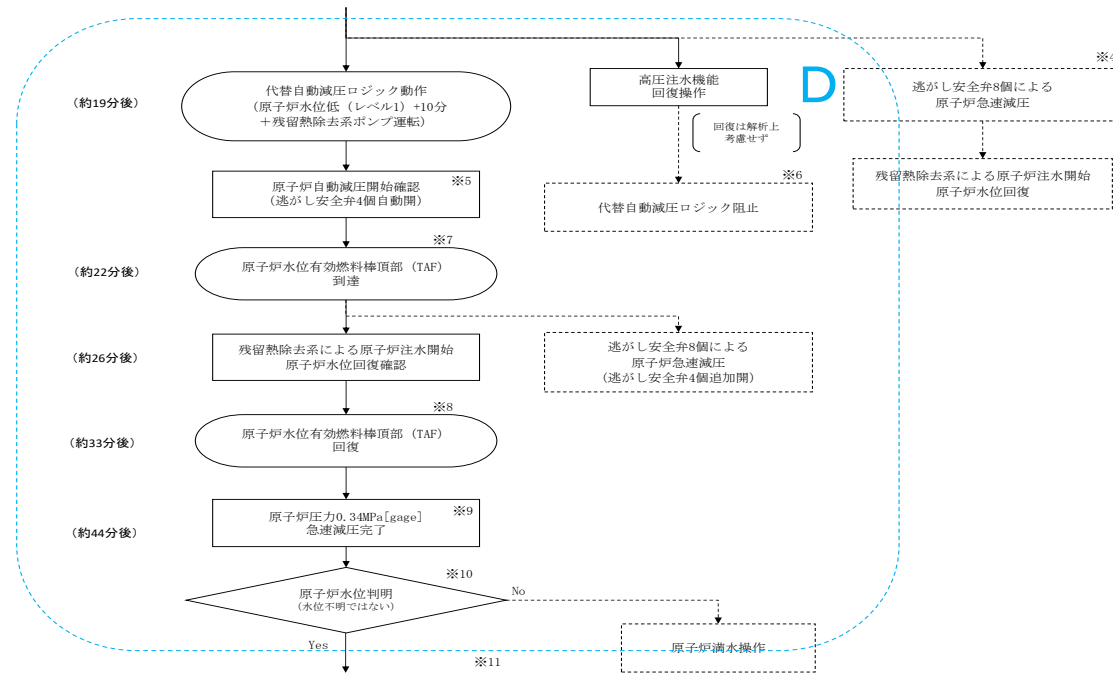 (約19分後)
代替自動減圧ロジック動作
(原子炉水位低（レベル1）+10分
+残留熱除去系ポンプ運転)
高圧注水機能
回復操作
回復は解析上
考慮せず
D
逃がし安全弁8個による
原子炉急速減圧
※5
原子炉自動減圧開始確認
(逃がし安全弁4個自動開)
※6
代替自動減圧ロジック阻止
残留熱除去系による原子炉注水開始
原子炉水位回復
※7
(約22分後)
原子炉水位有効燃料棒頂部（TAF）
到達
(約26分後)
残留熱除去系による原子炉注水開始
原子炉水位回復確認
逃がし安全弁8個による
原子炉急速減圧
(逃がし安全弁4個追加開)
※8
(約33分後)
原子炉水位有効燃料棒頂部（TAF）
回復
※9
(約44分後)
原子炉圧力0.34MPa[gage]
急速減圧完了
※10
原子炉水位判明
(水位不明ではない)
No
原子炉満水操作
Yes
※11